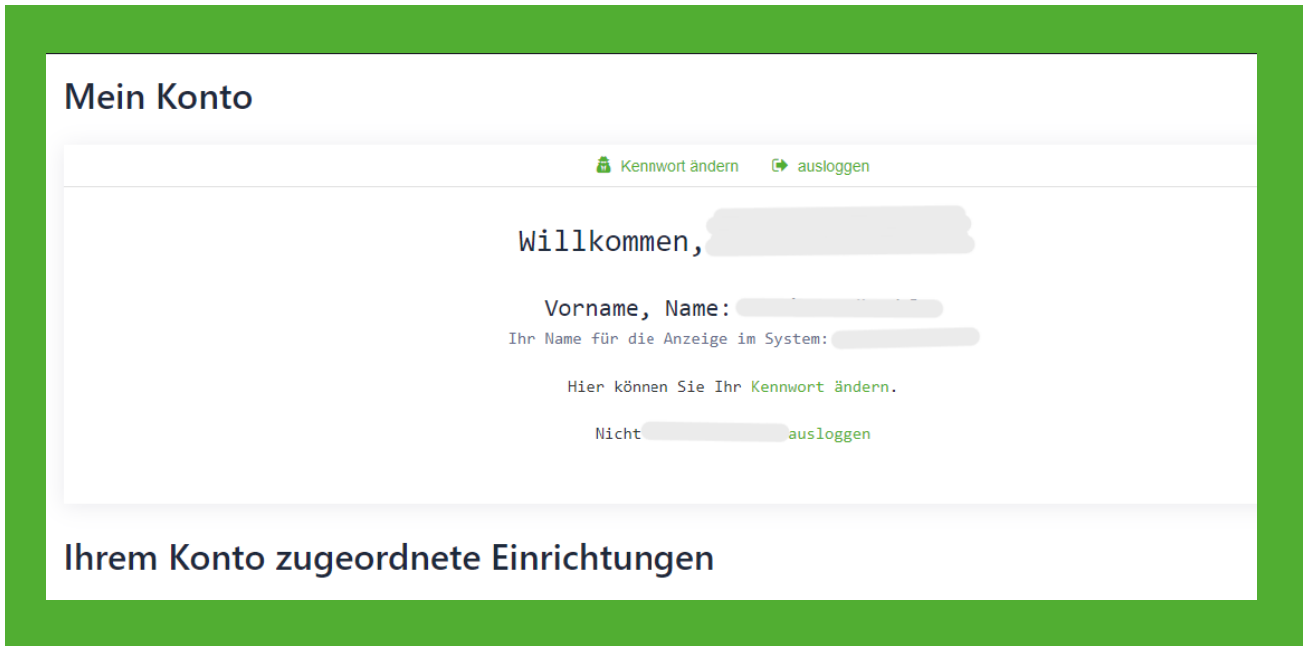 Mein Konto
Kennwort ändern ausloggen
Willkommen,
Vorname, Name:
Ihr Name für die Anzeige im System:
Hier können Sie Ihr Kennwort ändern.
Nicht ausloggen
Ihrem Konto zugeordnete Einrichtungen